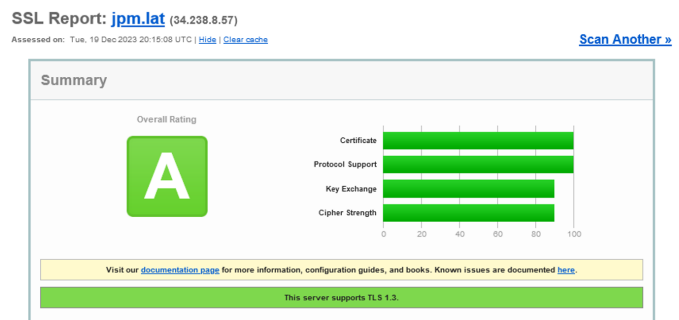 SSL Report: jpm.lat (34.238.8.57)
Assessed on: Tue, 19 Dec 2023 20:15:08 UTC | Hide | Clear cache
Scan Another »
Summary
Overall Rating
A
Certificate
Protocol Support
Key Exchange
Cipher Strength
0 20 40 60 80 100
Visit our documentation page for more information, configuration guides, and books. Known issues are documented here.
This server supports TLS 1.3.